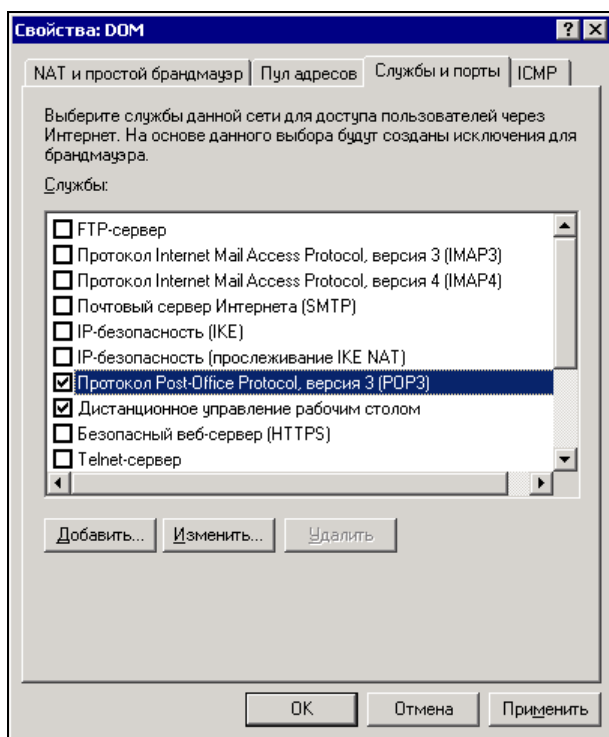 Свойства: DOM
NAT и простой брандмауэр
Пул адресов
Службы и порты
ICMP
Выберите службы данной сети для доступа пользователей через
Интернет. На основе данного выбора будут созданы исключения для
брандмауэра.
Службы:
FTP-сервер
Протокол Internet Mail Access Protocol, версия 3 (IMAP3)
Протокол Internet Mail Access Protocol, версия 4 (IMAP4)
Почтовый сервер Интернета (SMTP)
IP-безопасность (IKE)
IP-безопасность (прослеживание IKE NAT)
Протокол Post-Office Protocol, версия 3 (POP3)
Дистанционное управление рабочим столом
Безопасный веб-сервер (HTTPS)
Telnet-сервер
Добавить... Изменить... Удалить
OK Отмена Применить